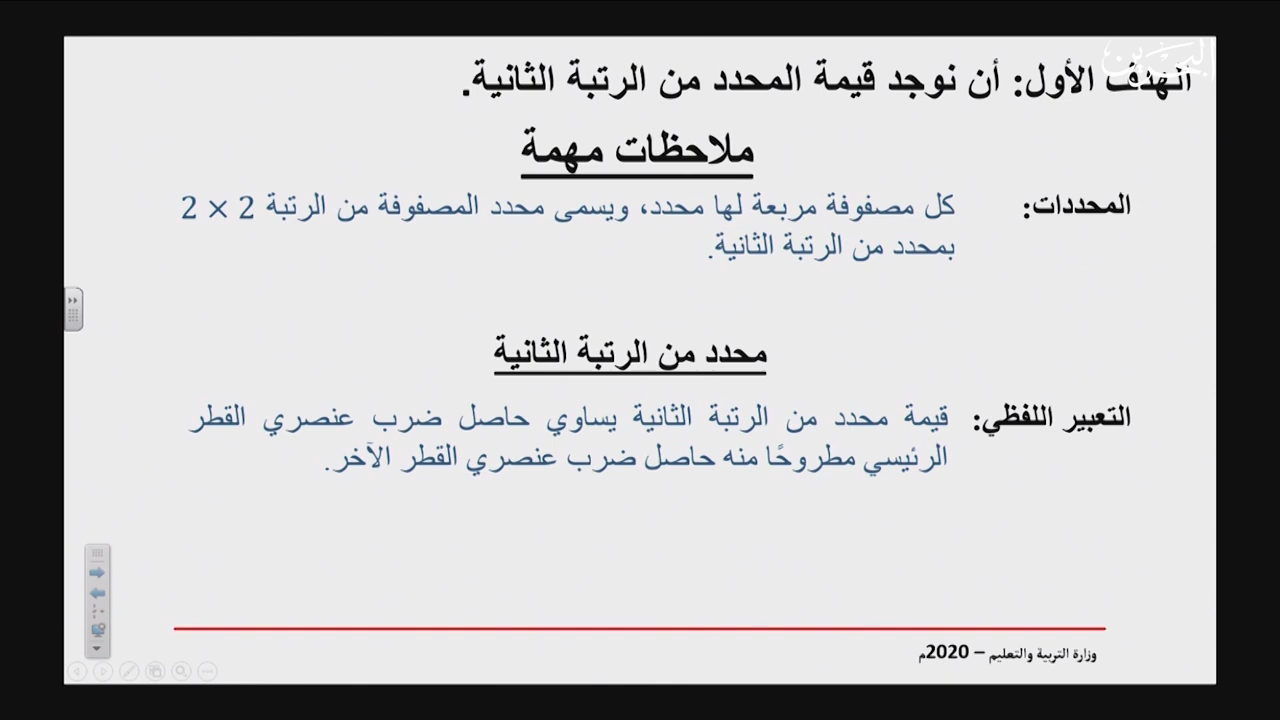 البحرين
الهدف الأول: أن نوجد قيمة المحدد من الرتبة الثانية.
ملاحظات مهمة
المحددات: كل مصفوفة مربعة لها محدد، ويسمى محدد المصفوفة من الرتبة 2 × 2
بمحدد من الرتبة الثانية.
محدد من الرتبة الثانية
التعبير اللفظي: قيمة محدد من الرتبة الثانية يساوي حاصل ضرب عنصري القطر
الرئيسي مطروحًا منه حاصل ضرب عنصري القطر الآخر.
وزارة التربية والتعليم – 2020م